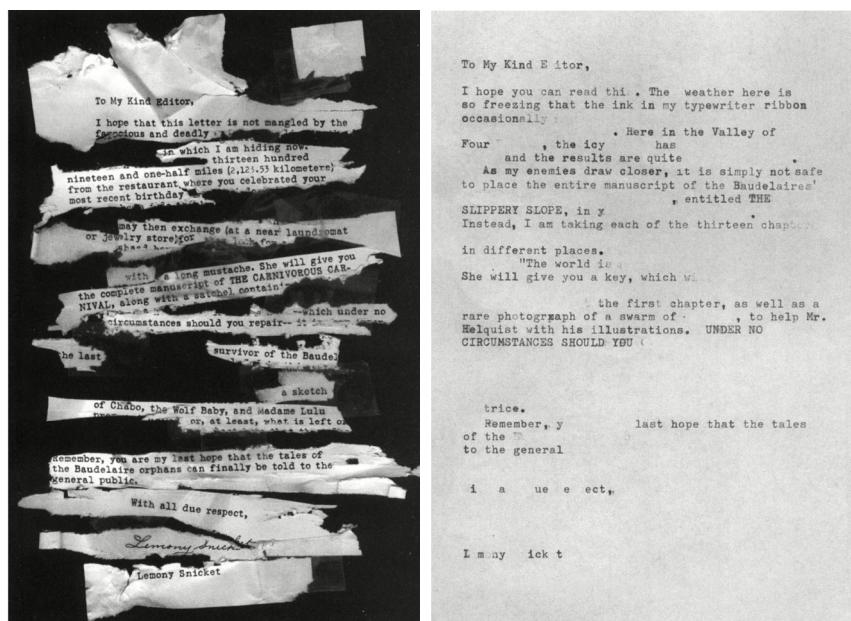 To My Kind Editor,
I hope that this letter is not mangled by the
ferocious and deadly
in which I am hiding now.
thirteen hundred
nineteen and one-half miles (2,123.53 kilometers)
from the restaurant where you celebrated your
most recent birthday
may then exchange (at a near laundromat
or jewelry store) for
with a long mustache. She will give you
the complete manuscript of THE CARNIVOROUS CAR-
NIVAL, along with a satchel contain
--which under no
circumstances should you repair--
he last
survivor of the Baudel
a sketch
of Chabo, the Wolf Baby, and Madame Lulu
or, at least, what is left o
Remember, you are my last hope that the tales of
the Baudelaire orphans can finally be told to the
general public.
With all due respect,
Lemony Snicket
Lemony Snicket
To My Kind E itor,
I hope you can read thi . The weather here is
so freezing that the ink in my typewriter ribbon
occasionally
. Here in the Valley of
Four , the icy has
and the results are quite .
As my enemies draw closer, it is simply not safe
to place the entire manuscript of the Baudelaires'
, entitled THE
SLIPPERY SLOPE, in y .
Instead, I am taking each of the thirteen chapte
in different places.
"The world is
She will give you a key, which wi
the first chapter, as well as a
rare photograph of a swarm of , to help Mr.
Helquist with his illustrations. UNDER NO
CIRCUMSTANCES SHOULD YOU
trice.
Remember, y last hope that the tales
of the
to the general
i a ue e ect,
L m ny ick t